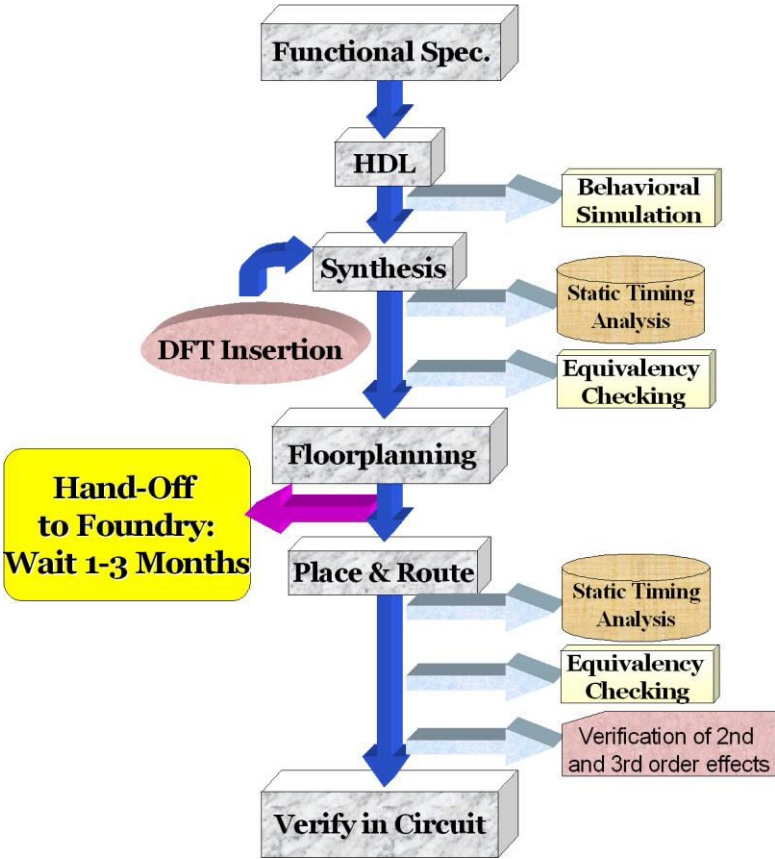 Functional Spec.
HDL
Behavioral
Simulation
Synthesis
Static Timing
Analysis
DFT Insertion
Equivalency
Checking
Floorplanning
Hand-Off
to Foundry:
Wait 1-3 Months
Place & Route
Static Timing
Analysis
Equivalency
Checking
Verification of 2nd
and 3rd order effects
Verify in Circuit